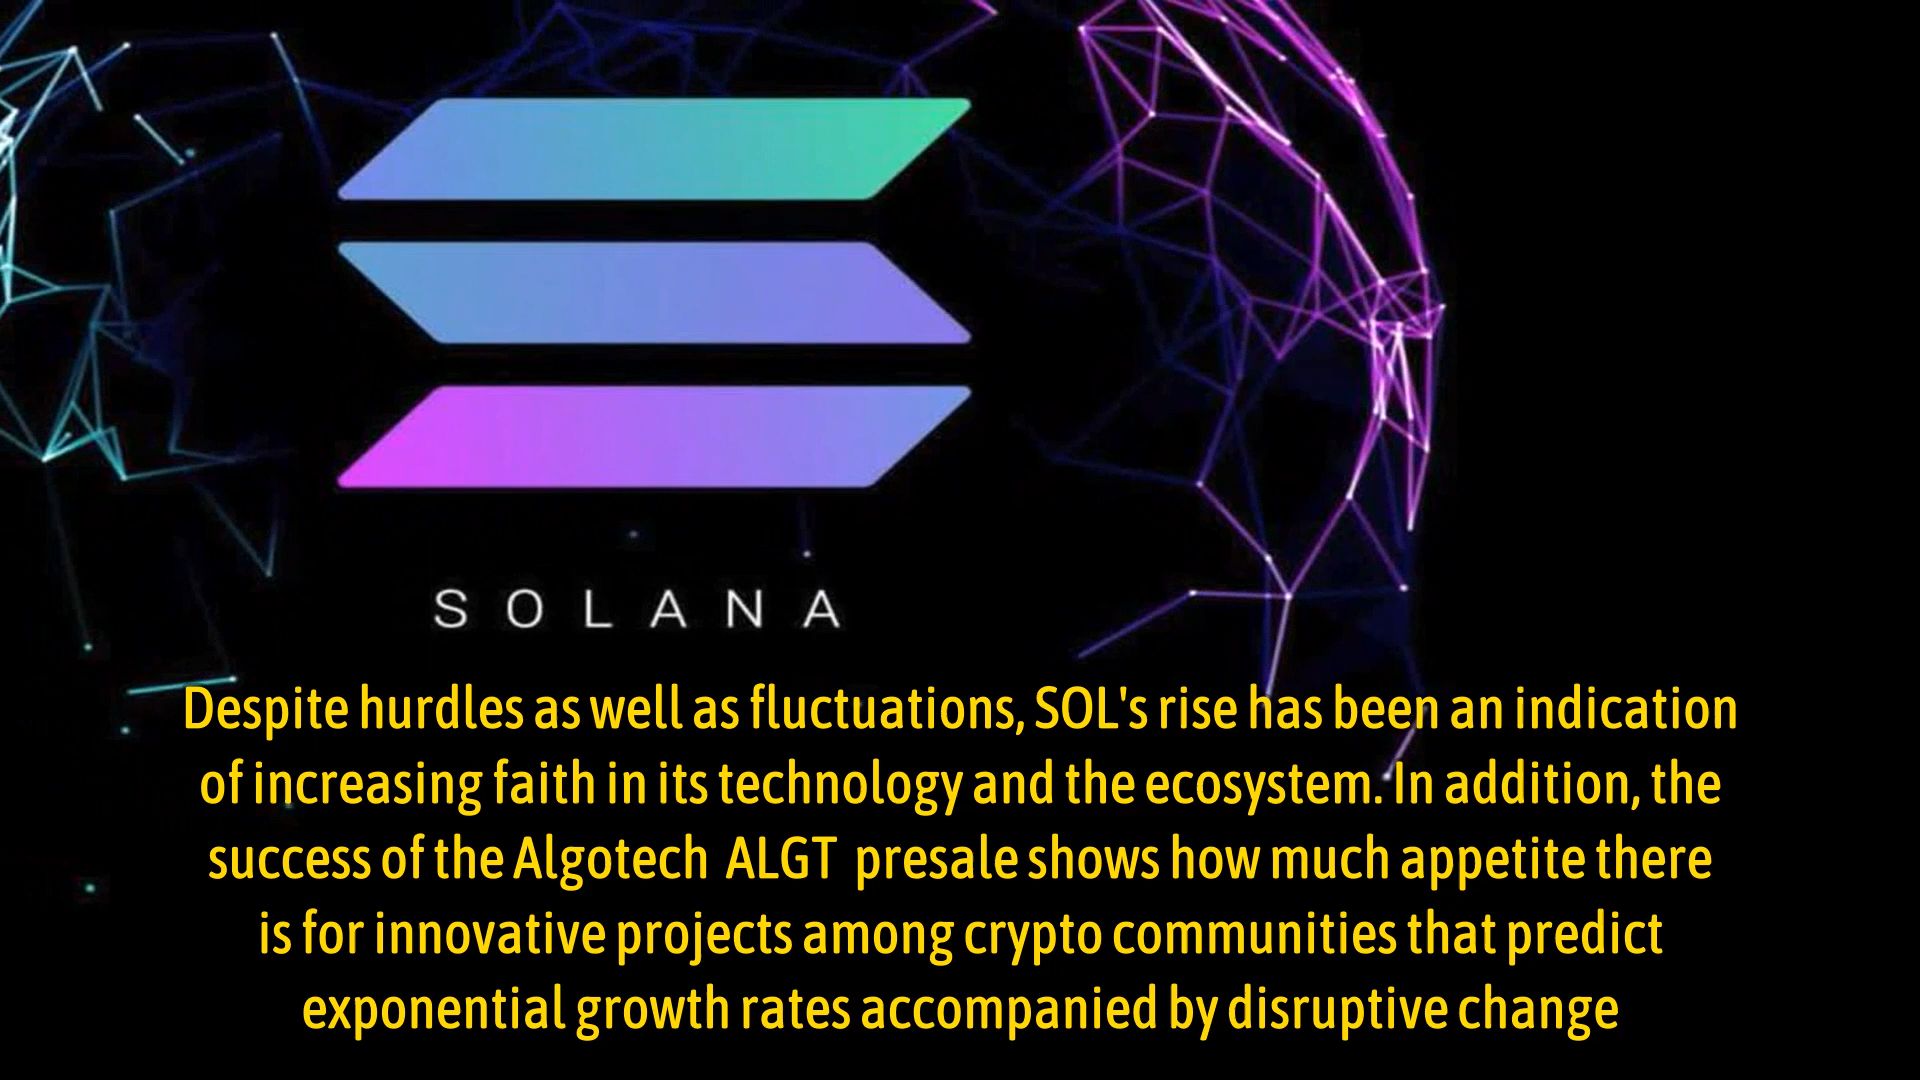 SOLANA
Despite hurdles as well as fluctuations, SOL's rise has been an indication
of increasing faith in its technology and the ecosystem. In addition, the
success of the Algotech ALGT presale shows how much appetite there
is for innovative projects among crypto communities that predict
exponential growth rates accompanied by disruptive change